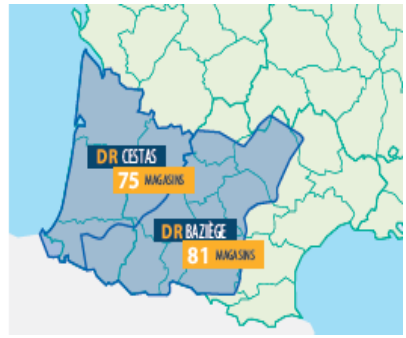 DR CESTAS
75 MAGASINS
DR BAZIÈGE
81 MAGASINS